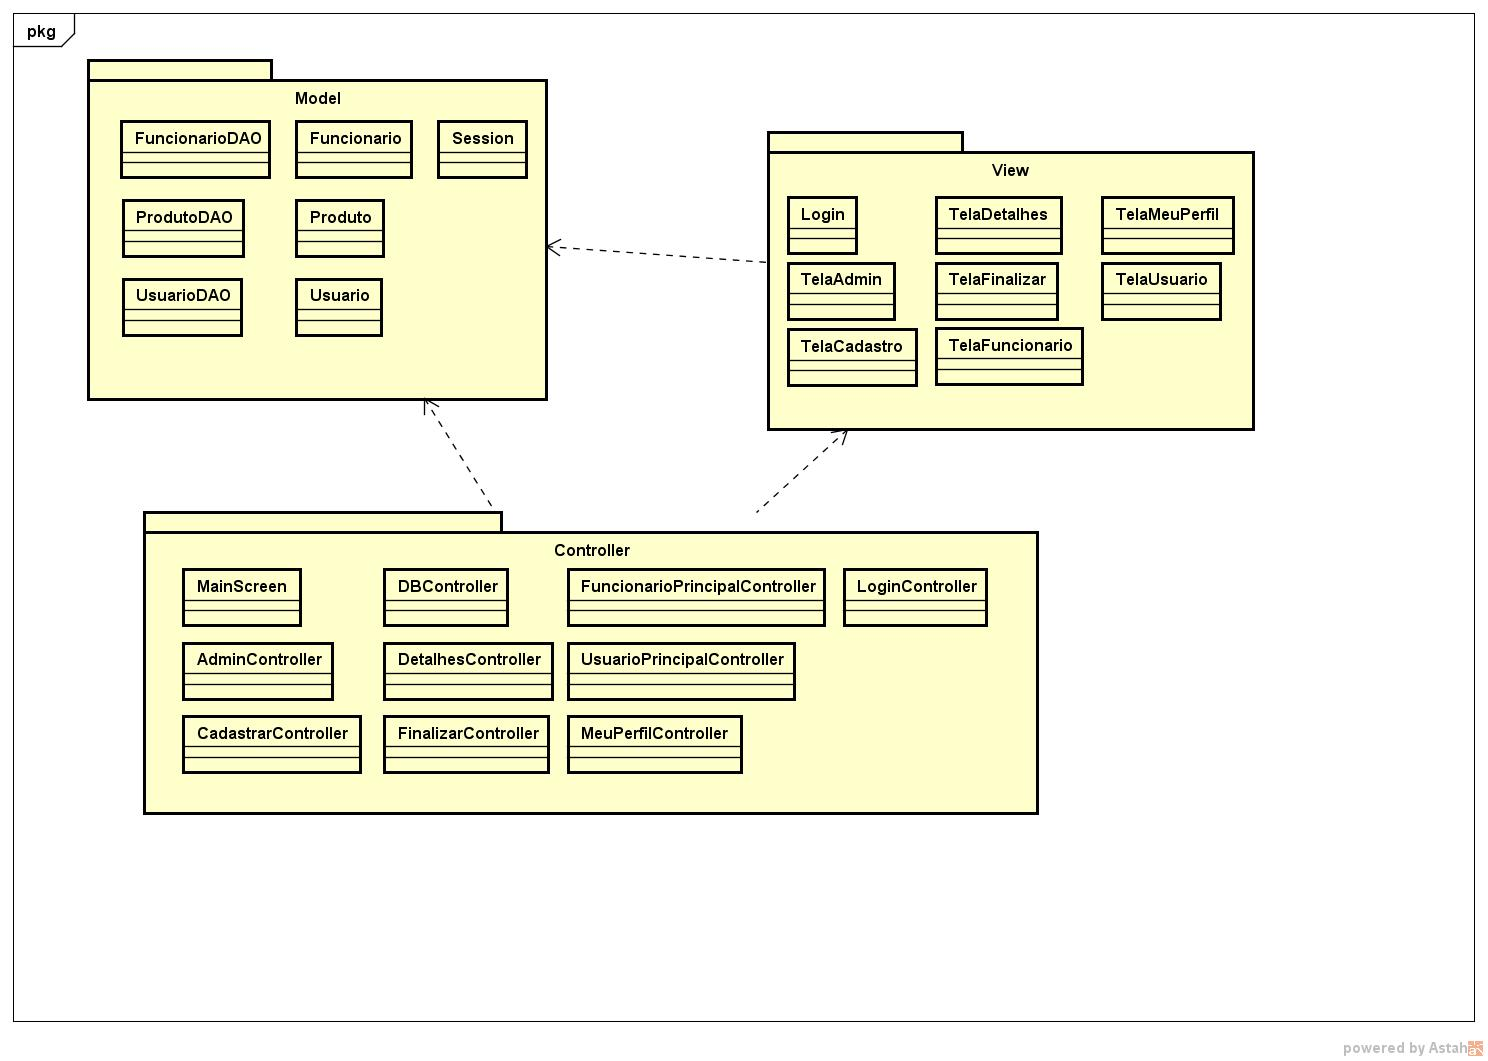 pkg
Model
FuncionarioDAO
Funcionario
Session
ProdutoDAO
Produto
UsuarioDAO
Usuario
View
Login
TelaDetalhes
TelaMeuPerfil
TelaAdmin
TelaFinalizar
TelaUsuario
TelaCadastro
TelaFuncionario
Controller
MainScreen
DBController
FuncionarioPrincipalController
LoginController
AdminController
DetalhesController
UsuarioPrincipalController
CadastrarController
FinalizarController
MeuPerfilController
powered by Astah